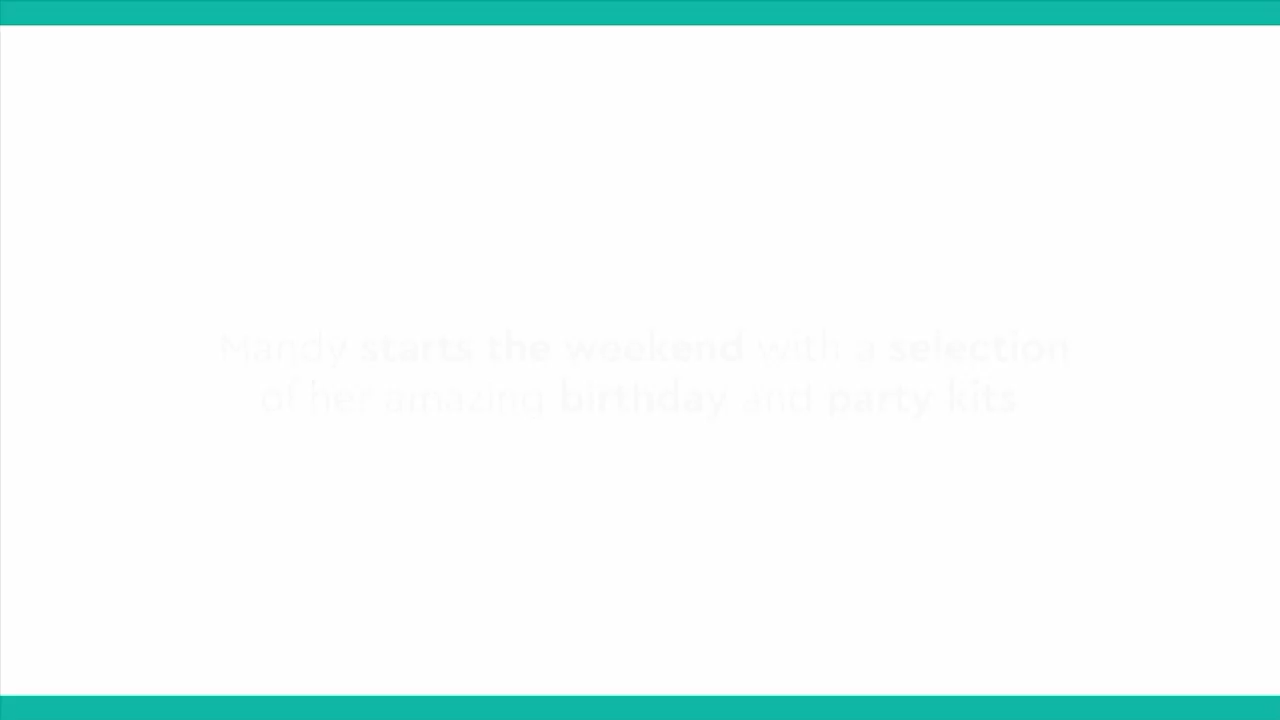 Mandy starts the weekend with a selection
of her amazing birthday and party kits